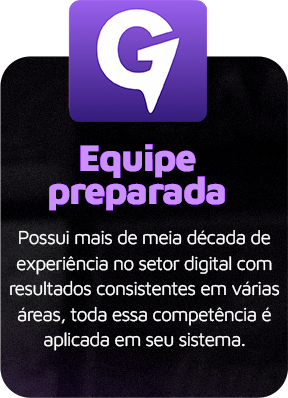 G
Equipe
preparada
Possui mais de meia década de
experiência no setor digital com
resultados consistentes em várias
áreas, toda essa competência é
aplicada em seu sistema.